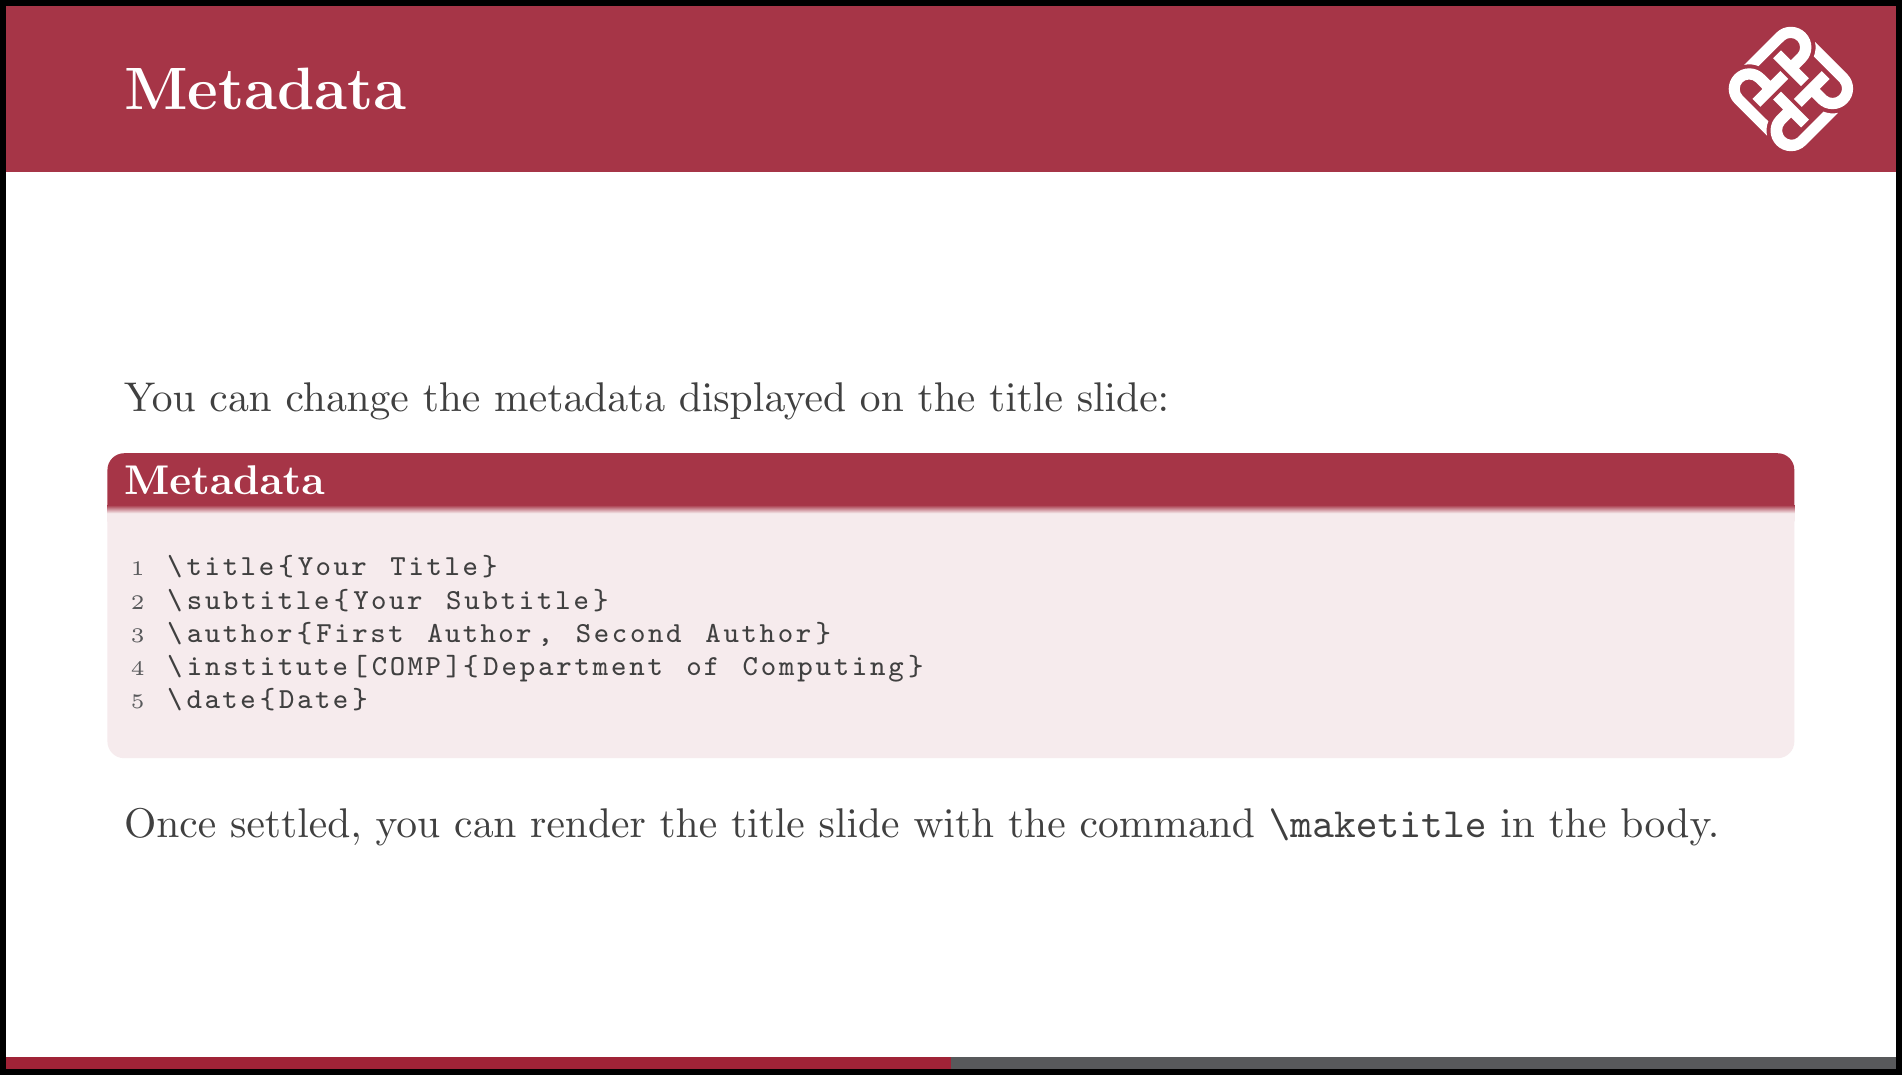 Metadata
You can change the metadata displayed on the title slide:
Metadata
1 \title{Your Title}
2 \subtitle{Your Subtitle}
3 \author{First Author, Second Author}
4 \institute[COMP]{Department of Computing}
5 \date{Date}
Once settled, you can render the title slide with the command \maketitle in the body.